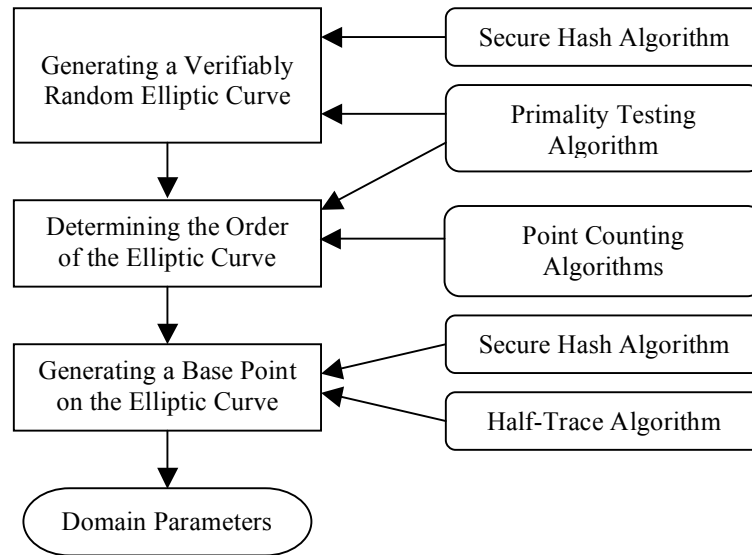 Generating a Verifiably
Random Elliptic Curve
Secure Hash Algorithm
Primality Testing
Algorithm
Determining the Order
of the Elliptic Curve
Point Counting
Algorithms
Generating a Base Point
on the Elliptic Curve
Secure Hash Algorithm
Half-Trace Algorithm
Domain Parameters